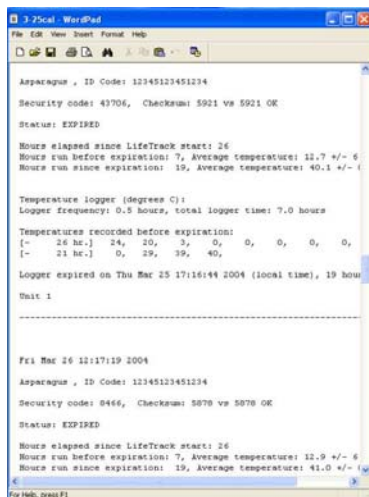 3-25cal - WordPad
File Edit View Insert Format Help
Asparagus , ID Code: 12345123451234
Security code: 43706, Checksum: 5921 vs 5921 OK
Status: EXPIRED
Hours elapsed since LifeTrack start: 26
Hours run before expiration: 7, Average temperature: 12.7 +/- 6
Hours run since expiration: 19, Average temperature: 40.1 +/-
Temperature logger (degrees C):
Logger frequency: 0.5 hours, total logger time: 7.0 hours
Temperatures recorded before expiration:
[- 26 hr.] 24, 20, 3, 0, 0, 0, 0, 0,
[- 21 hr.] 0, 29, 39, 40,
Logger expired on Thu Mar 25 17:16:44 2004 (local time), 19 hou
Unit 1
--------------------------------------------------------------
Fri Mar 26 12:17:19 2004
Asparagus , ID Code: 12345123451234
Security code: 8466, Checksum: 5878 vs 5878 OK
Status: EXPIRED
Hours elapsed since LifeTrack start: 26
Hours run before expiration: 7, Average temperature: 12.9 +/- 6
Hours run since expiration: 19, Average temperature: 41.0 +/-
For Help, press F1